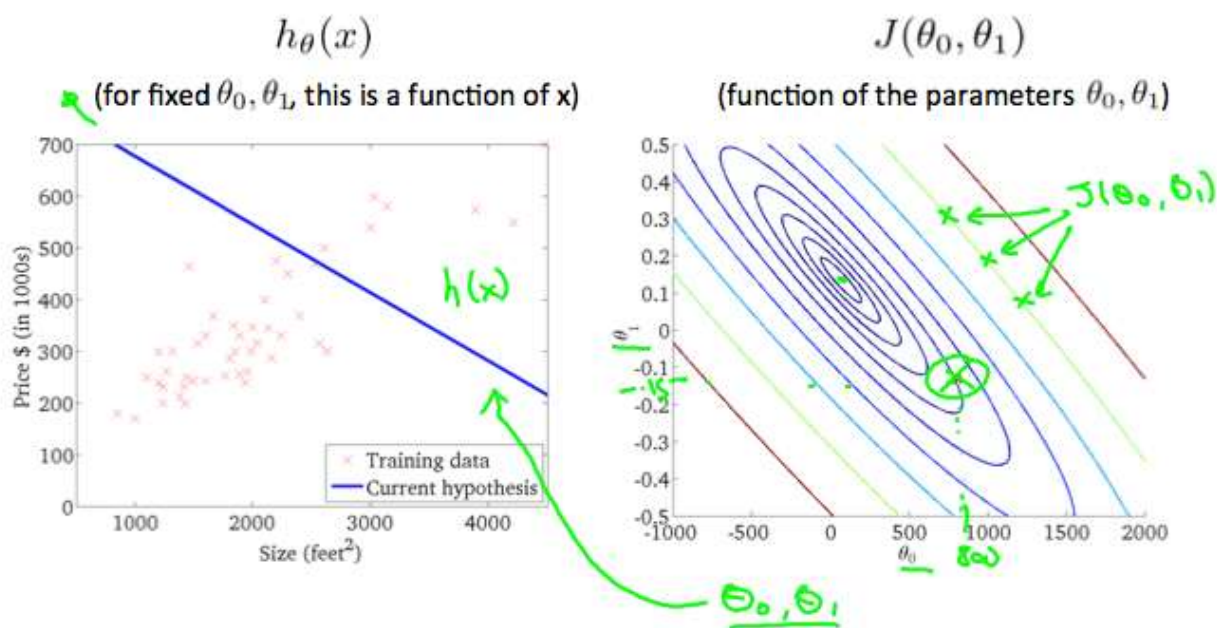 hθ(x)
(for fixed θ0, θ1, this is a function of x)
700
600
500
400
300
200
100
0
Price $ (in 1000s)
1000
2000
3000
4000
Size (feet²)
h(x)
Training data
Current hypothesis
θ0, θ1
J(θ0, θ1)
(function of the parameters θ0, θ1)
0.5
0.4
0.3
0.2
0.1
0
-0.1
-0.2
-0.3
-0.4
-0.5
θ1
-.15
-1000
-500
0
500
1000
1500
2000
θ0
800
J(θ0, θ1)